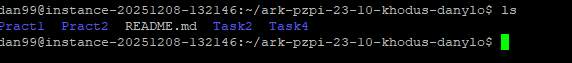 dan99@instance-20251208-132146:~/ark-pzpi-23-10-khodus-danylo$ ls
Pract1 Pract2 README.md Task2 Task4
dan99@instance-20251208-132146:~/ark-pzpi-23-10-khodus-danylo$